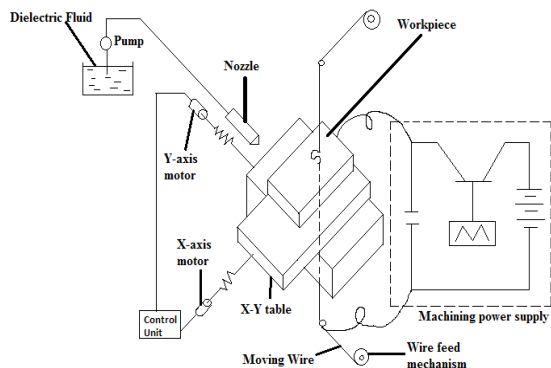 Dielectric Fluid
Pump
Workpiece
Nozzle
Y-axis
motor
X-axis
motor
X-Y table
Control
Unit
Machining power supply
Moving Wire
Wire feed
mechanism